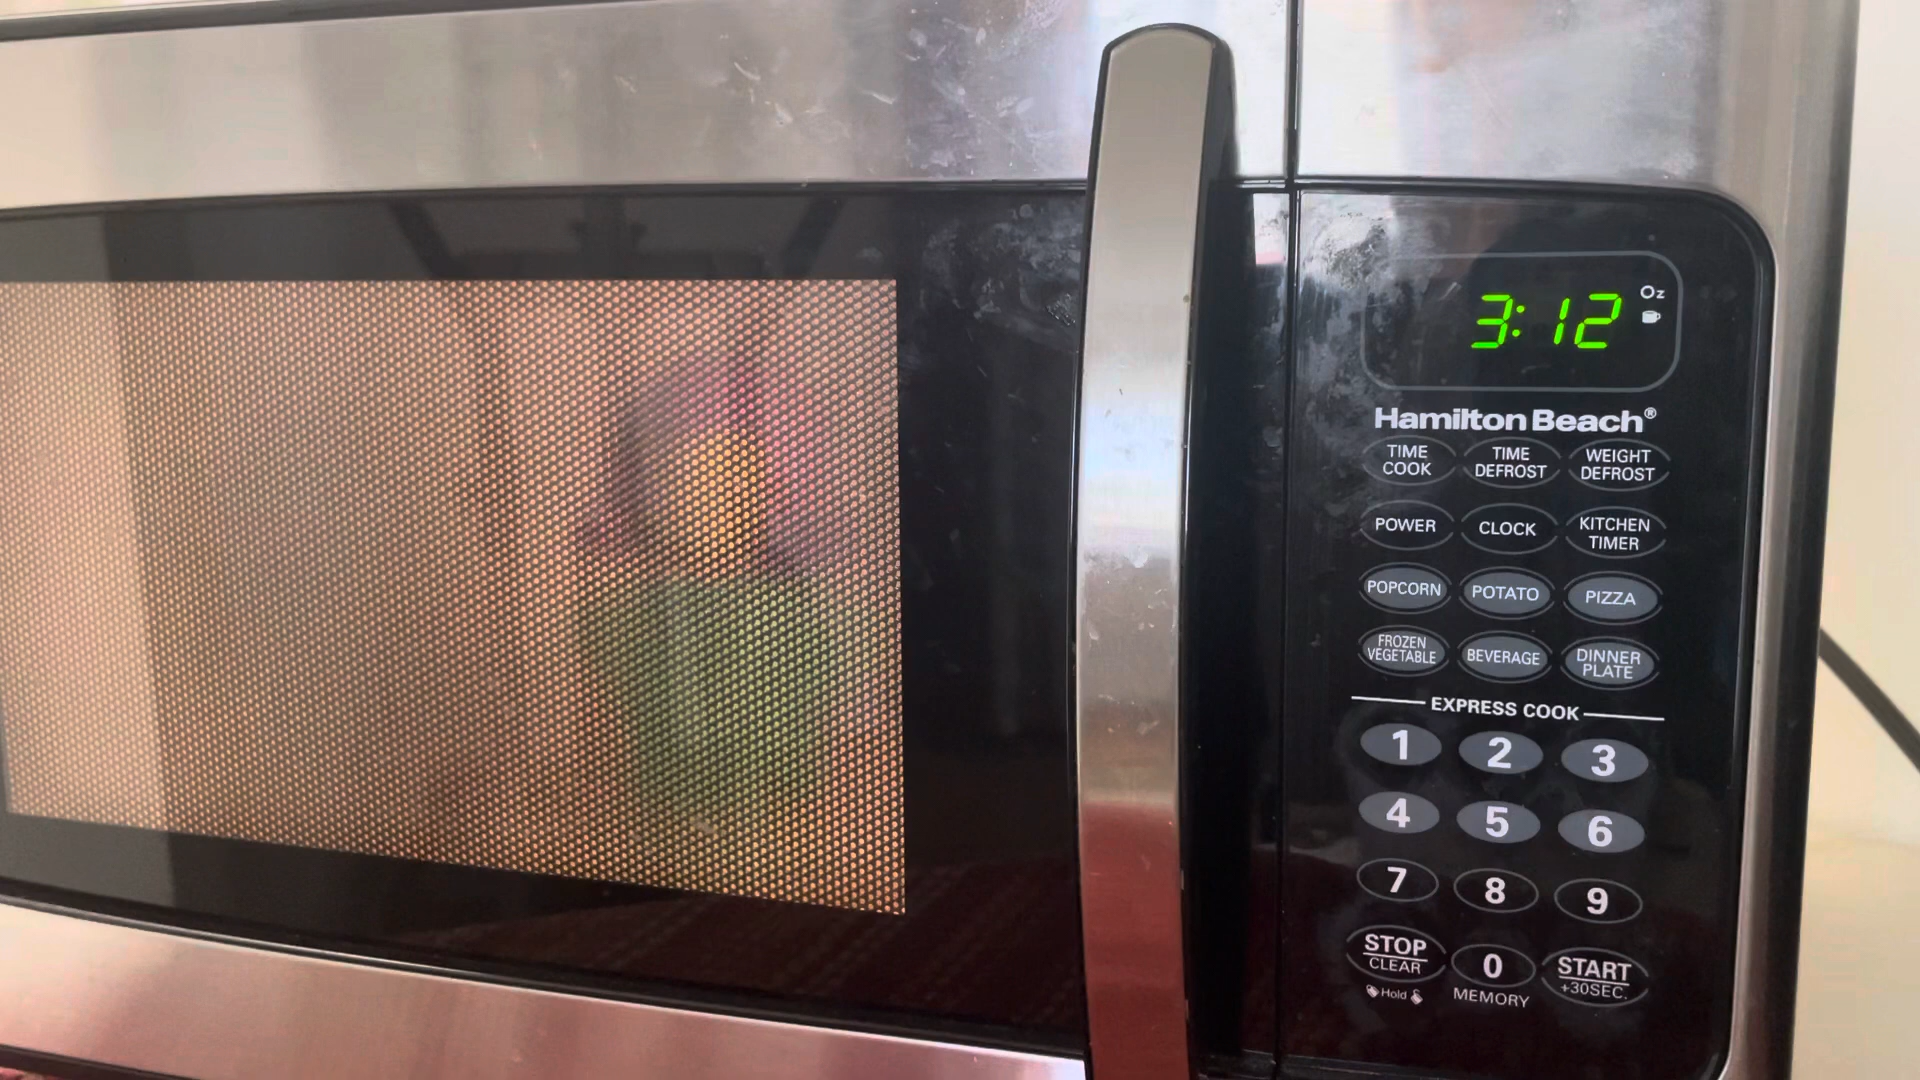 3:12
Oz
Hamilton Beach®
TIME COOK
TIME DEFROST
WEIGHT DEFROST
POWER
CLOCK
KITCHEN TIMER
POPCORN
POTATO
PIZZA
FROZEN VEGETABLE
BEVERAGE
DINNER PLATE
EXPRESS COOK
1 2 3
4 5 6
7 8 9
STOP CLEAR
0
START +30SEC.
Hold
MEMORY